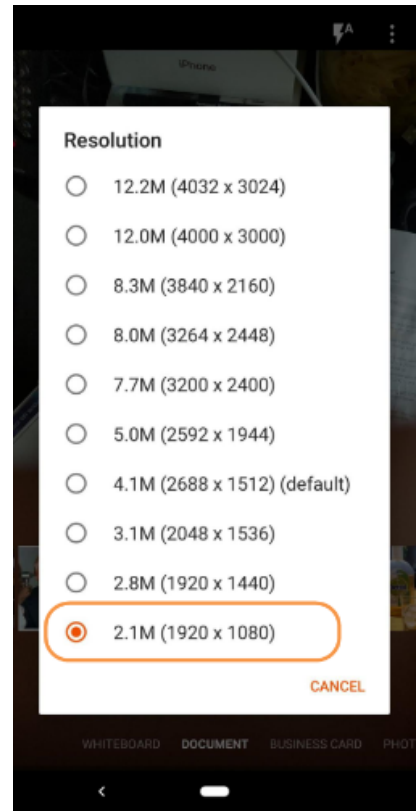 A
iPhone
Resolution
12.2M (4032 x 3024)
12.0M (4000 x 3000)
8.3M (3840 x 2160)
8.0M (3264 x 2448)
7.7M (3200 x 2400)
5.0M (2592 x 1944)
4.1M (2688 x 1512) (default)
3.1M (2048 x 1536)
2.8M (1920 x 1440)
2.1M (1920 x 1080)
CANCEL
WHITEBOARD DOCUMENT BUSINESS CARD PHOT